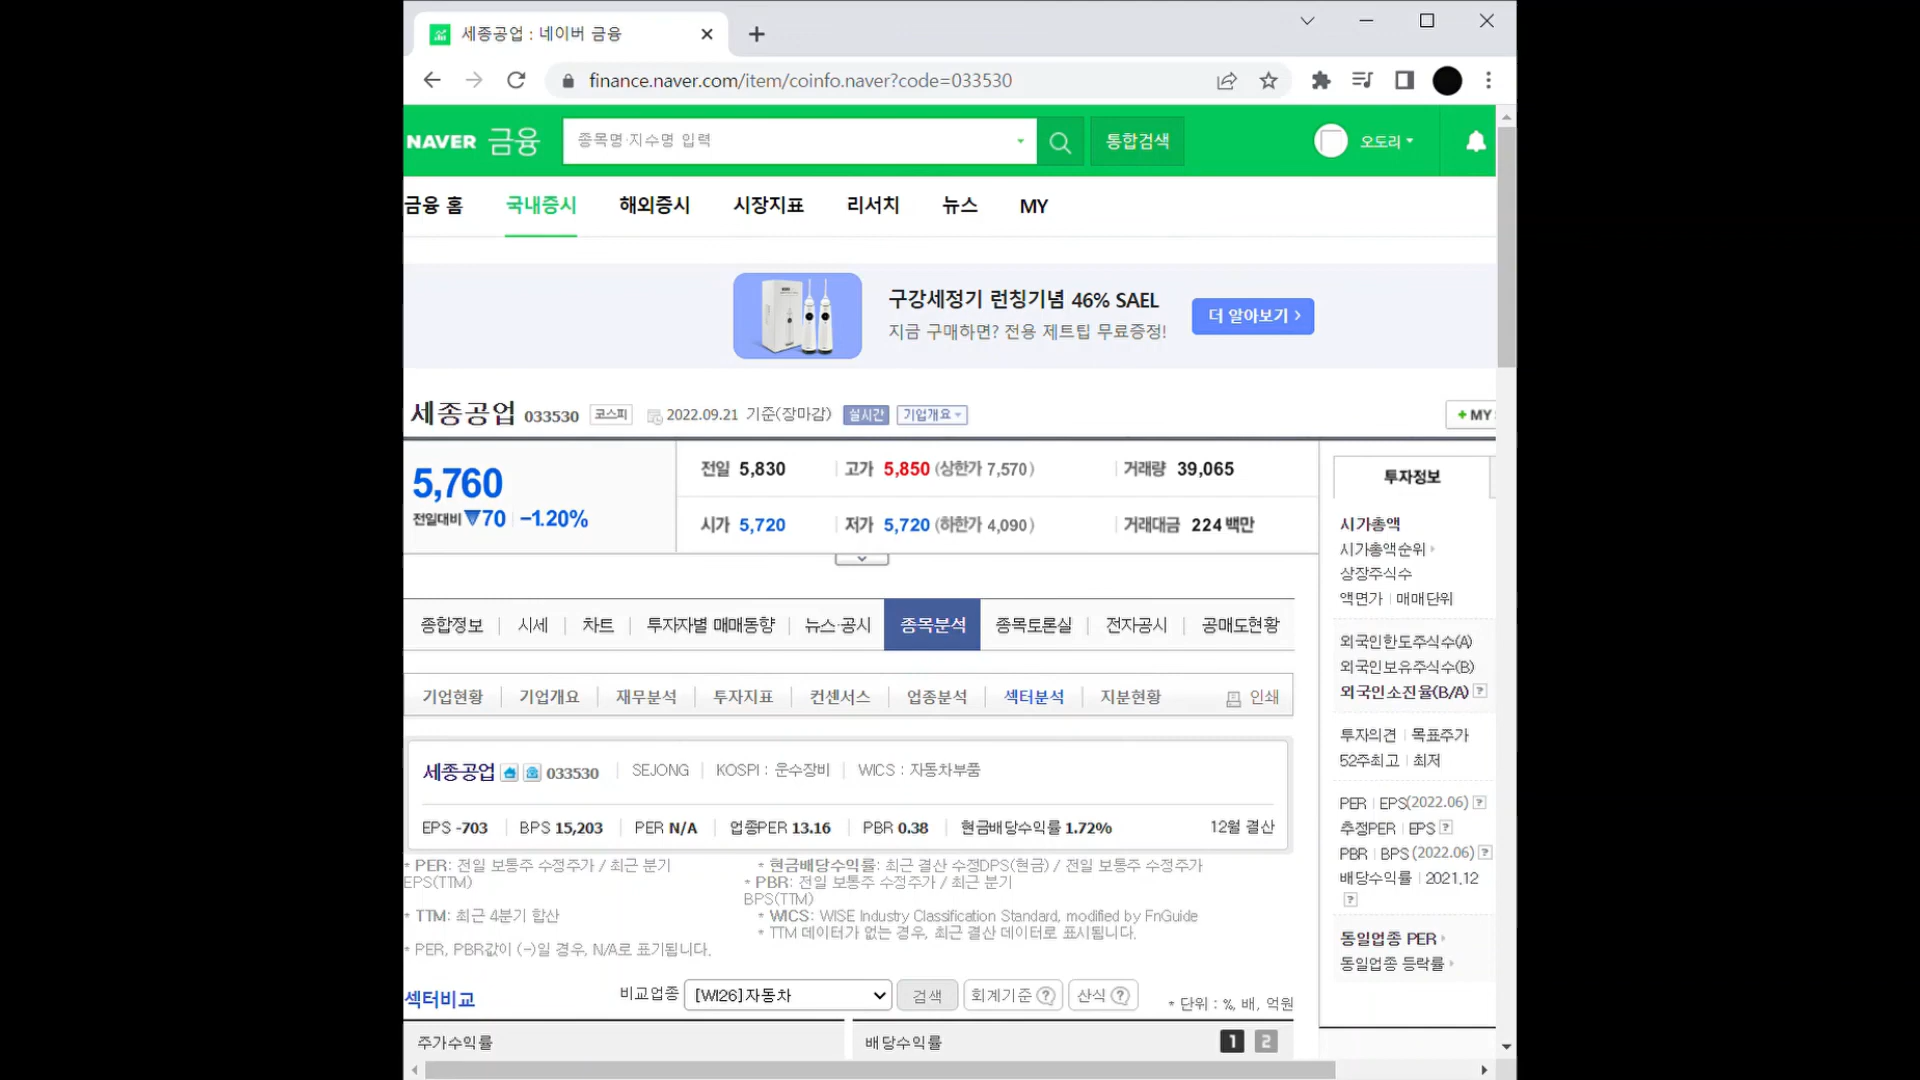 세종공업 : 네이버 금융
finance.naver.com/item/coinfo.naver?code=033530
NAVER 금융 종목명·지수명 입력 통합검색 오도리
금융 홈 국내증시 해외증시 시장지표 리서치 뉴스 MY
구강세정기 런칭기념 46% SAEL
지금 구매하면? 전용 제트팁 무료증정!
더 알아보기
세종공업 033530 코스피 2022.09.21 기준(장마감) 실시간 기업개요 + MY
5,760
전일대비 ▼70 -1.20%
전일 5,830 고가 5,850 (상한가 7,570) 거래량 39,065
시가 5,720 저가 5,720 (하한가 4,090) 거래대금 224 백만
종합정보 시세 차트 투자자별 매매동향 뉴스·공시 종목분석 종목토론실 전자공시 공매도현황
기업현황 기업개요 재무분석 투자지표 컨센서스 업종분석 섹터분석 지분현황 인쇄
세종공업 033530 SEJONG KOSPI : 운수장비 WICS : 자동차부품
EPS -703 BPS 15,203 PER N/A 업종PER 13.16 PBR 0.38 현금배당수익률 1.72% 12월 결산
* PER: 전일 보통주 수정주가 / 최근 분기
EPS(TTM)
* TTM: 최근 4분기 합산
* PER, PBR값이 (-)일 경우, N/A로 표기됩니다.
* 현금배당수익률: 최근 결산 수정DPS(현금) / 전일 보통주 수정주가
* PBR: 전일 보통주 수정주가 / 최근 분기
BPS(TTM)
* WICS: WISE Industry Classification Standard, modified by FnGuide
* TTM 데이터가 없는 경우, 최근 결산 데이터로 표시됩니다.
섹터비교 비교업종 [WI26]자동차 검색 회계기준 ? 산식 ? * 단위 : %, 배, 억원
주가수익률 배당수익률 1 2
투자정보
시가총액
시가총액순위
상장주식수
액면가 매매단위
외국인한도주식수(A)
외국인보유주식수(B)
외국인소진율(B/A) ?
투자의견 목표주가
52주최고 최저
PER EPS(2022.06) ?
추정PER EPS ?
PBR BPS (2022.06) ?
배당수익률 2021.12
?
동일업종 PER
동일업종 등락률